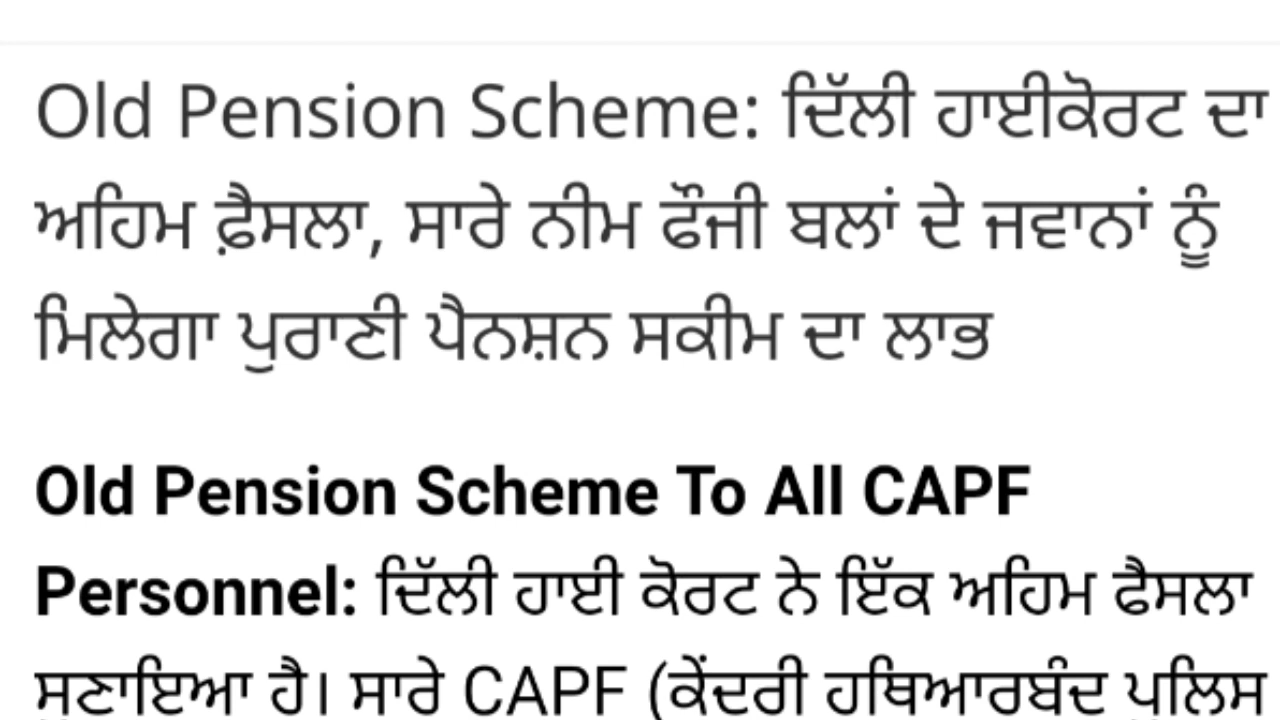 Old Pension Scheme: ਦਿੱਲੀ ਹਾਈਕੋਰਟ ਦਾ
ਅਹਿਮ ਫ਼ੈਸਲਾ, ਸਾਰੇ ਨੀਮ ਫੌਜੀ ਬਲਾਂ ਦੇ ਜਵਾਨਾਂ ਨੂੰ
ਮਿਲੇਗਾ ਪੁਰਾਣੀ ਪੈਨਸ਼ਨ ਸਕੀਮ ਦਾ ਲਾਭ
Old Pension Scheme To All CAPF
Personnel: ਦਿੱਲੀ ਹਾਈ ਕੋਰਟ ਨੇ ਇੱਕ ਅਹਿਮ ਫੈਸਲਾ
ਸੁਣਾਇਆ ਹੈ। ਸਾਰੇ CAPF (ਕੇਂਦਰੀ ਹਥਿਆਰਬੰਦ ਪੁਲਿਸ